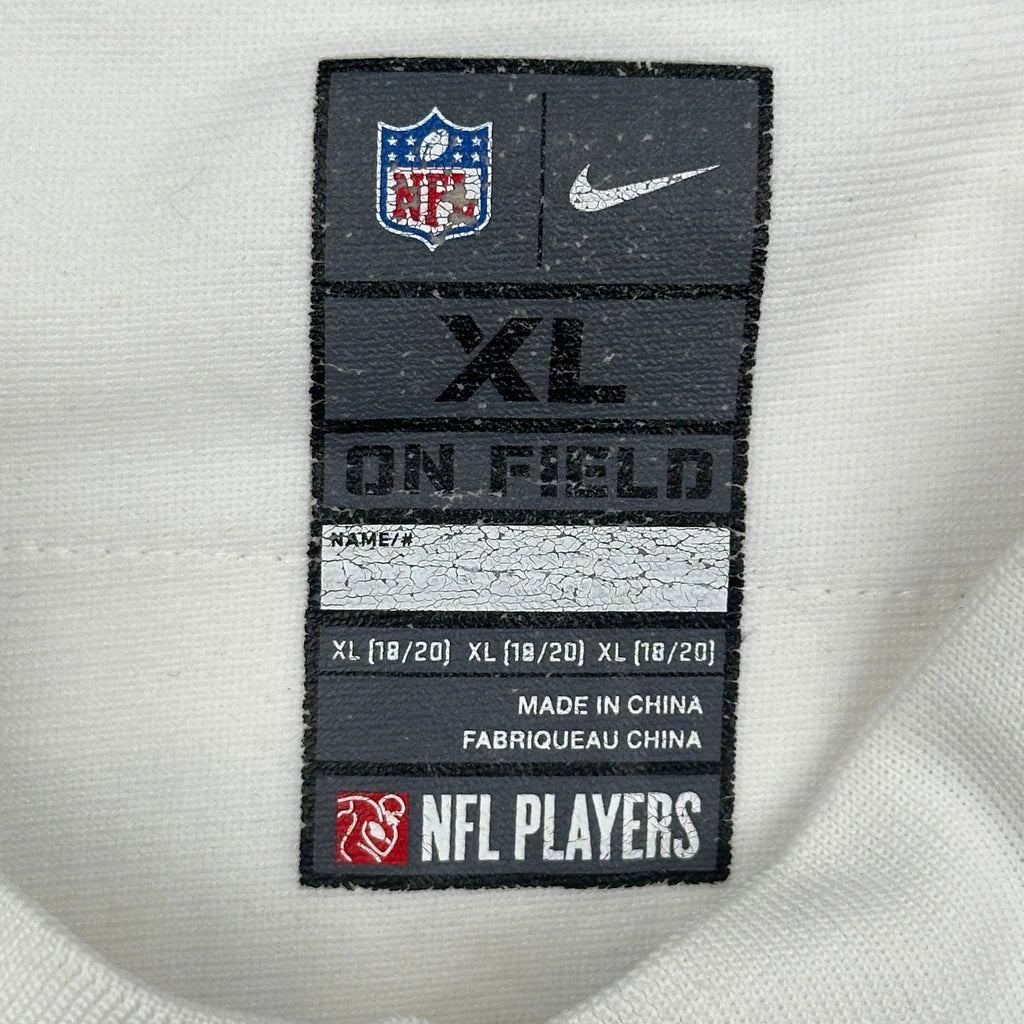 NFL
XL
ON FIELD
NAME/#
XL (18/20) XL (18/20) XL (18/20)
MADE IN CHINA
FABRIQUEAU CHINA
NFL PLAYERS